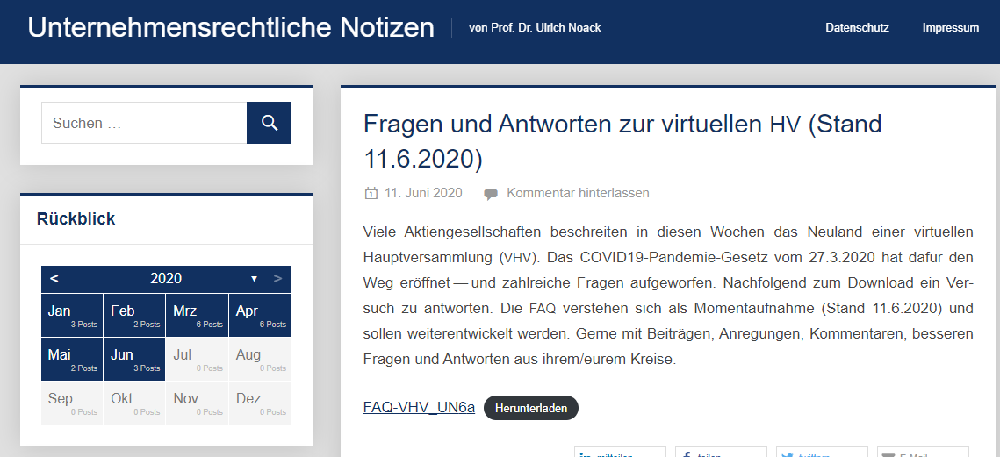 Unternehmensrechtliche Notizen
von Prof. Dr. Ulrich Noack
Datenschutz
Impressum
Suchen …
Rückblick
<
2020
▼
>
Jan
3 Posts
Feb
2 Posts
Mrz
6 Posts
Apr
6 Posts
Mai
2 Posts
Jun
3 Posts
Jul
0 Posts
Aug
0 Posts
Sep
0 Posts
Okt
0 Posts
Nov
0 Posts
Dez
0 Posts
Fragen und Antworten zur virtuellen HV (Stand
11.6.2020)
11. Juni 2020
Kommentar hinterlassen
Viele Aktiengesellschaften beschreiten in diesen Wochen das Neuland einer virtuellen
Hauptversammlung (VHV). Das COVID19-Pandemie-Gesetz vom 27.3.2020 hat dafür den
Weg eröffnet — und zahlreiche Fragen aufgeworfen. Nachfolgend zum Download ein Ver-
such zu antworten. Die FAQ verstehen sich als Momentaufnahme (Stand 11.6.2020) und
sollen weiterentwickelt werden. Gerne mit Beiträgen, Anregungen, Kommentaren, besseren
Fragen und Antworten aus ihrem/eurem Kreise.
FAQ-VHV_UN6a
Herunterladen
mitteilen
teilen
twittern
E-Mail